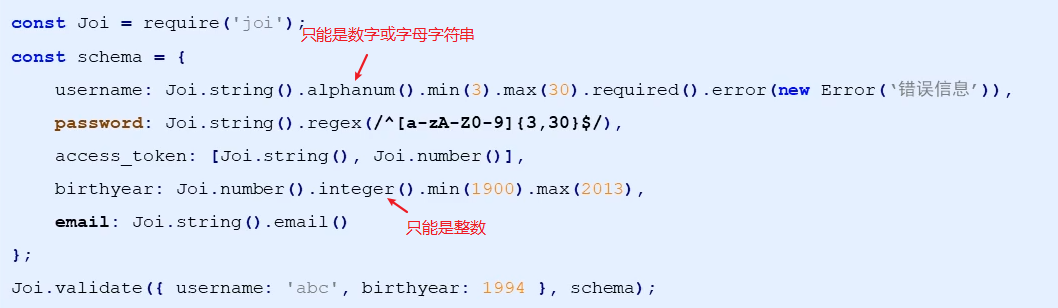 const Joi = require('joi');
只能是数字或字母字符串
const schema = {
username: Joi.string().alphanum().min(3).max(30).required().error(new Error(‘错误信息’)),
password: Joi.string().regex(/^[a-zA-Z0-9]{3,30}$/),
access_token: [Joi.string(), Joi.number()],
birthyear: Joi.number().integer().min(1900).max(2013),
email: Joi.string().email()
只能是整数
};
Joi.validate({ username: 'abc', birthyear: 1994 }, schema);